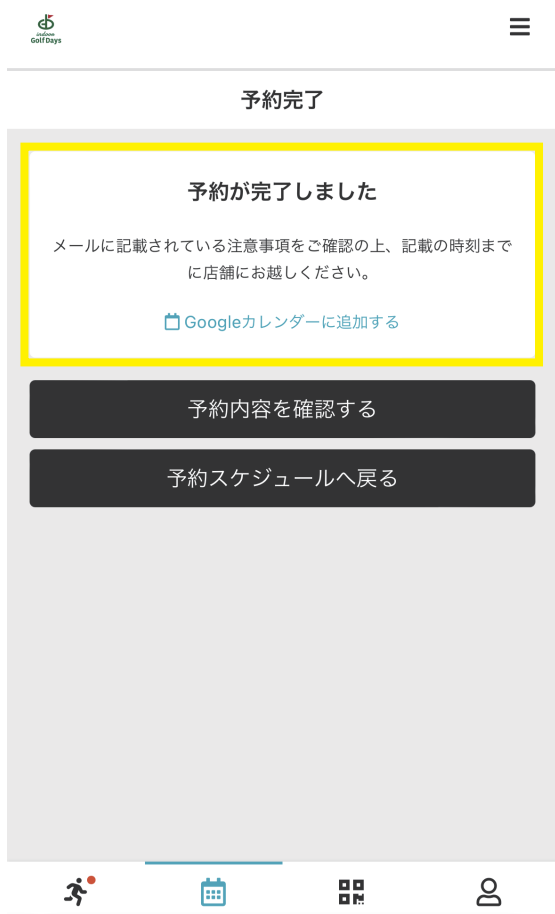 indoor
GolfDays
予約完了
予約が完了しました
メールに記載されている注意事項をご確認の上、記載の時刻まで
に店舗にお越しください。
Googleカレンダーに追加する
予約内容を確認する
予約スケジュールへ戻る